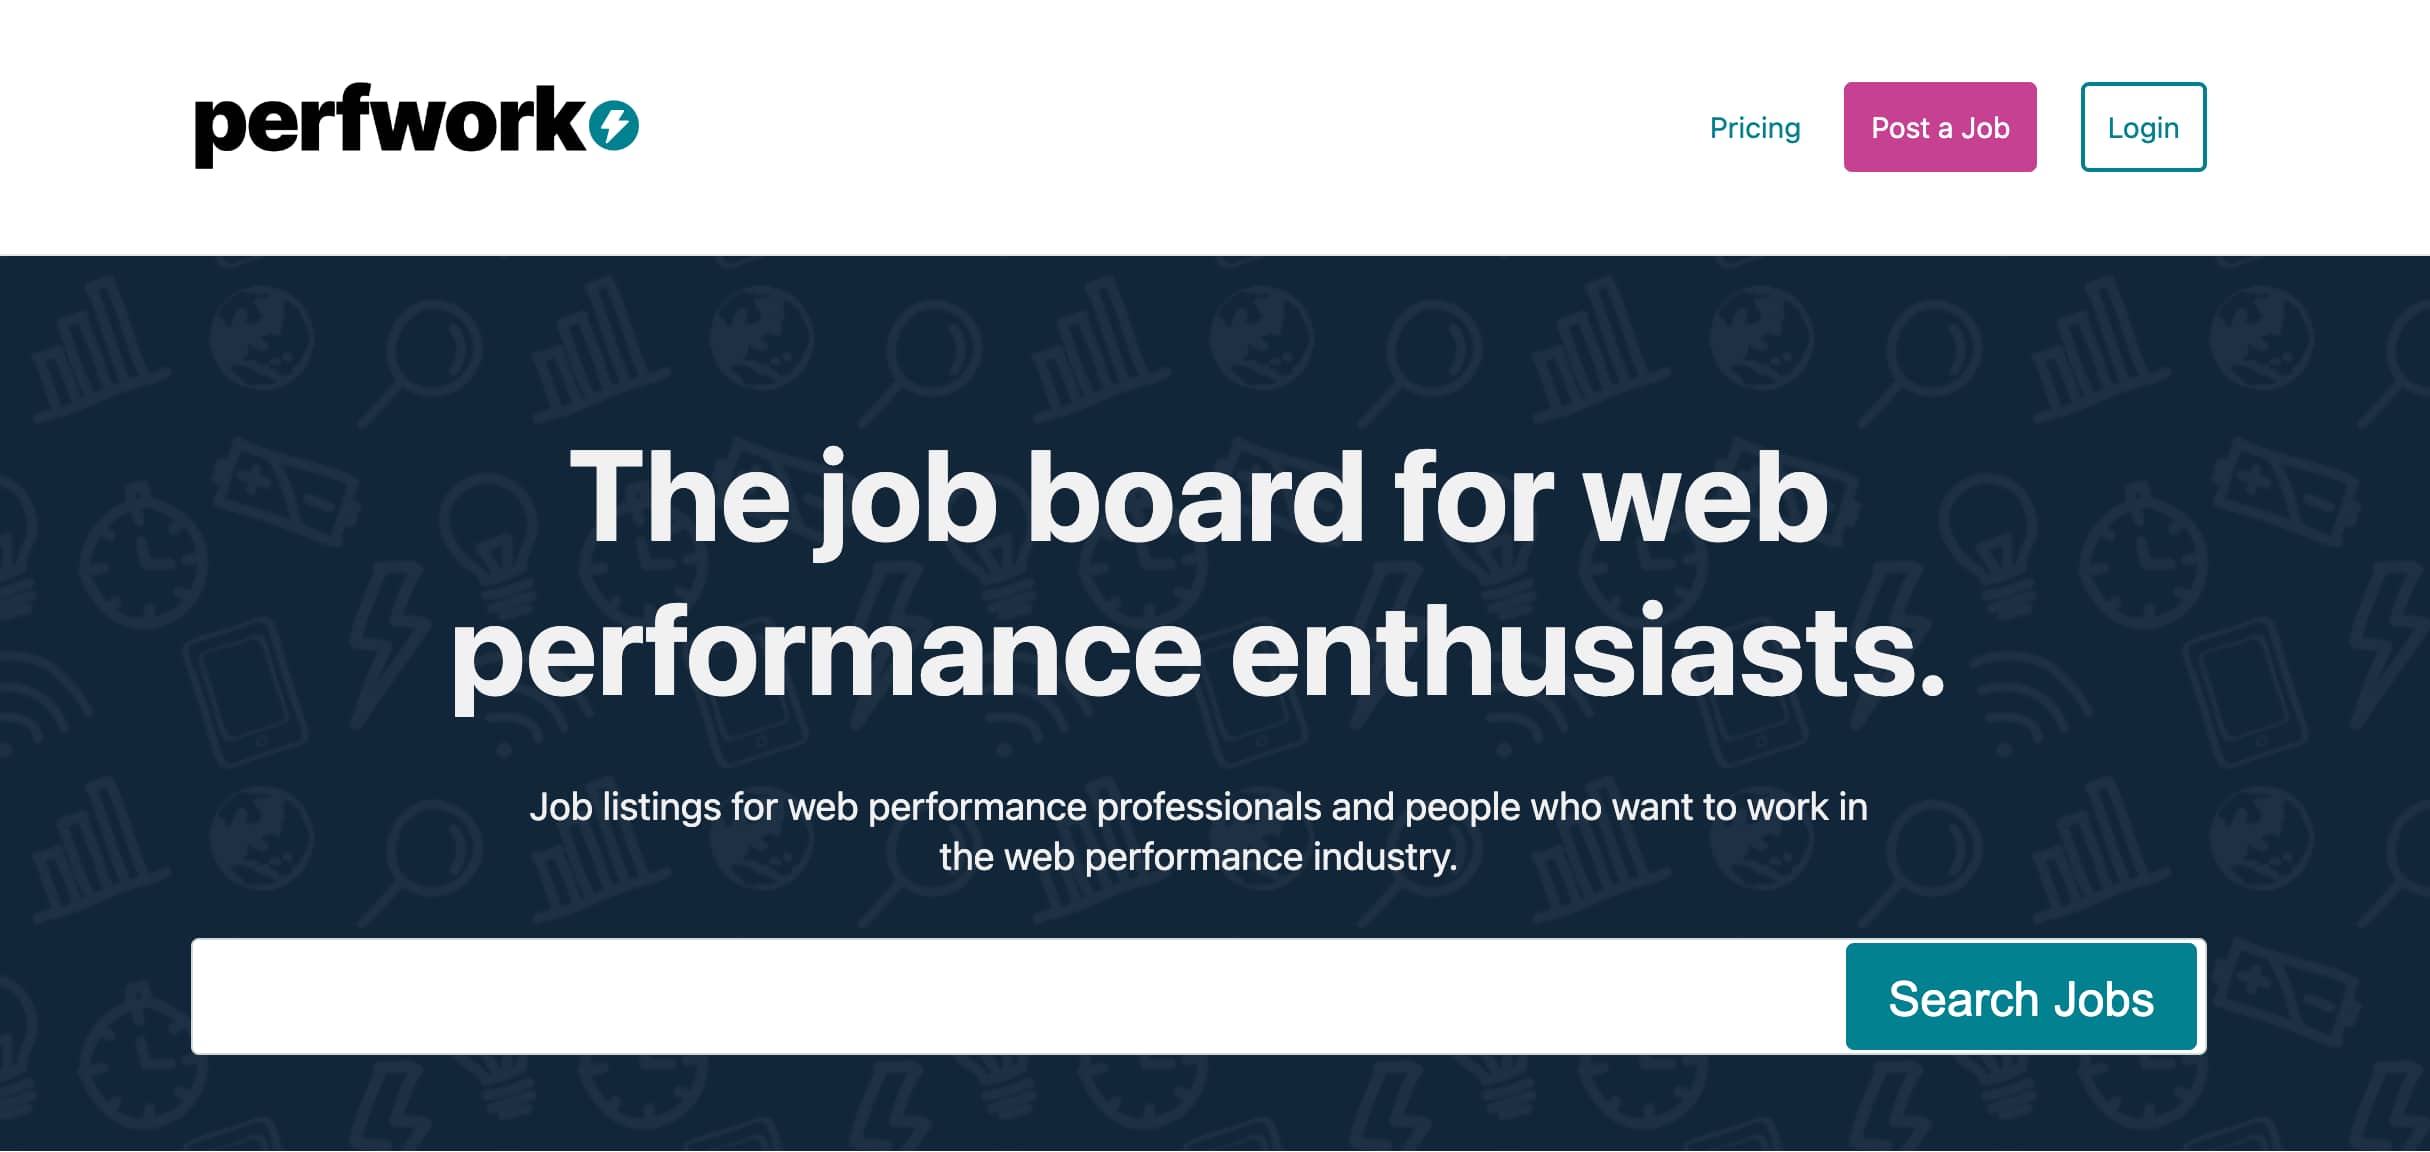 perfwork
Pricing
Post a Job
Login
The job board for web
performance enthusiasts.
Job listings for web performance professionals and people who want to work in
the web performance industry.
Search Jobs